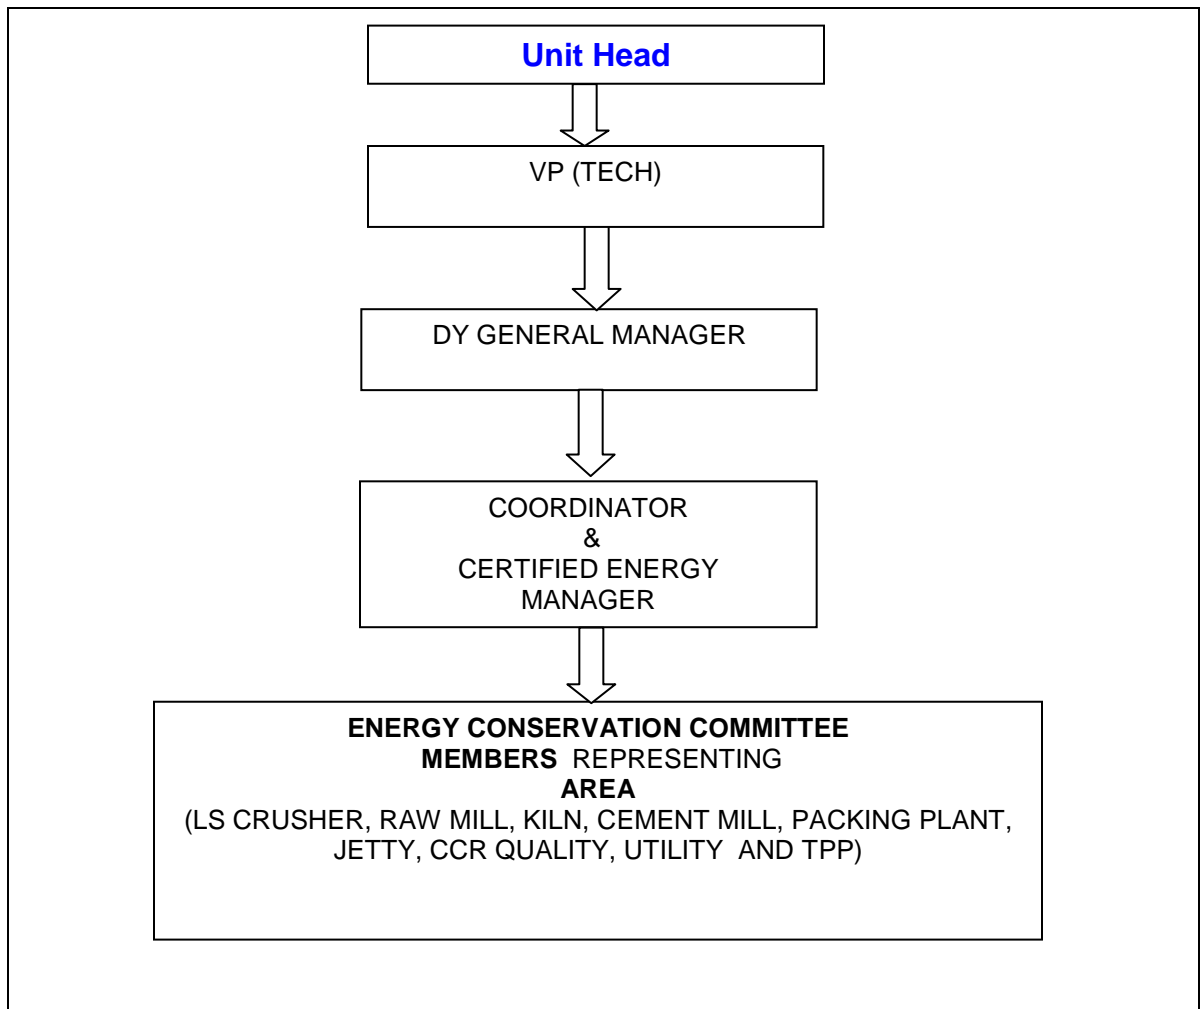 Unit Head
VP (TECH)
DY GENERAL MANAGER
COORDINATOR
&
CERTIFIED ENERGY
MANAGER
ENERGY CONSERVATION COMMITTEE
MEMBERS REPRESENTING
AREA
(LS CRUSHER, RAW MILL, KILN, CEMENT MILL, PACKING PLANT,
JETTY, CCR QUALITY, UTILITY AND TPP)